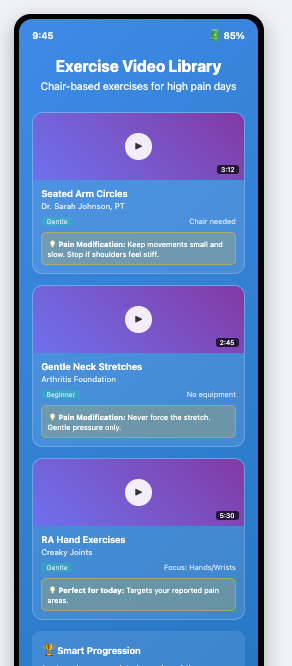 9:45
🔋 85%
Exercise Video Library
Chair-based exercises for high pain days
3:12
Seated Arm Circles
Dr. Sarah Johnson, PT
Gentle Chair needed
💡 Pain Modification: Keep movements small and
slow. Stop if shoulders feel stiff.
2:45
Gentle Neck Stretches
Arthritis Foundation
Beginner No equipment
💡 Pain Modification: Never force the stretch.
Gentle pressure only.
5:30
RA Hand Exercises
Creaky Joints
Gentle Focus: Hands/Wrists
💡 Perfect for today: Targets your reported pain
areas.
🏆 Smart Progression